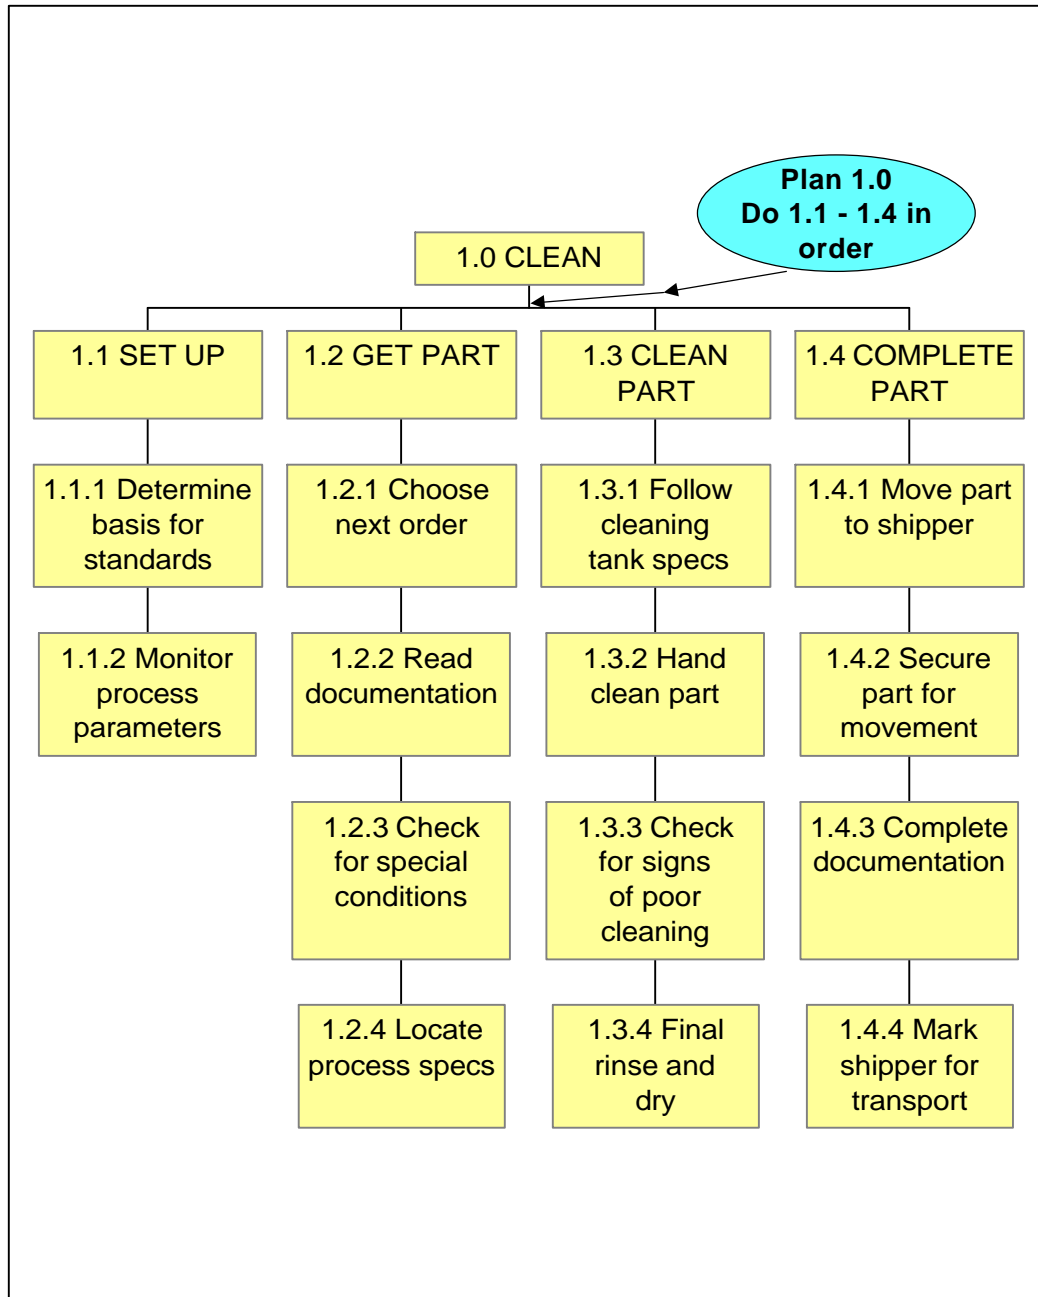 Plan 1.0
Do 1.1 - 1.4 in
order
1.0 CLEAN
1.1 SET UP
1.2 GET PART
1.3 CLEAN
PART
1.4 COMPLETE
PART
1.1.1 Determine
basis for
standards
1.2.1 Choose
next order
1.3.1 Follow
cleaning
tank specs
1.4.1 Move part
to shipper
1.1.2 Monitor
process
parameters
1.2.2 Read
documentation
1.3.2 Hand
clean part
1.4.2 Secure
part for
movement
1.2.3 Check
for special
conditions
1.3.3 Check
for signs
of poor
cleaning
1.4.3 Complete
documentation
1.2.4 Locate
process specs
1.3.4 Final
rinse and
dry
1.4.4 Mark
shipper for
transport